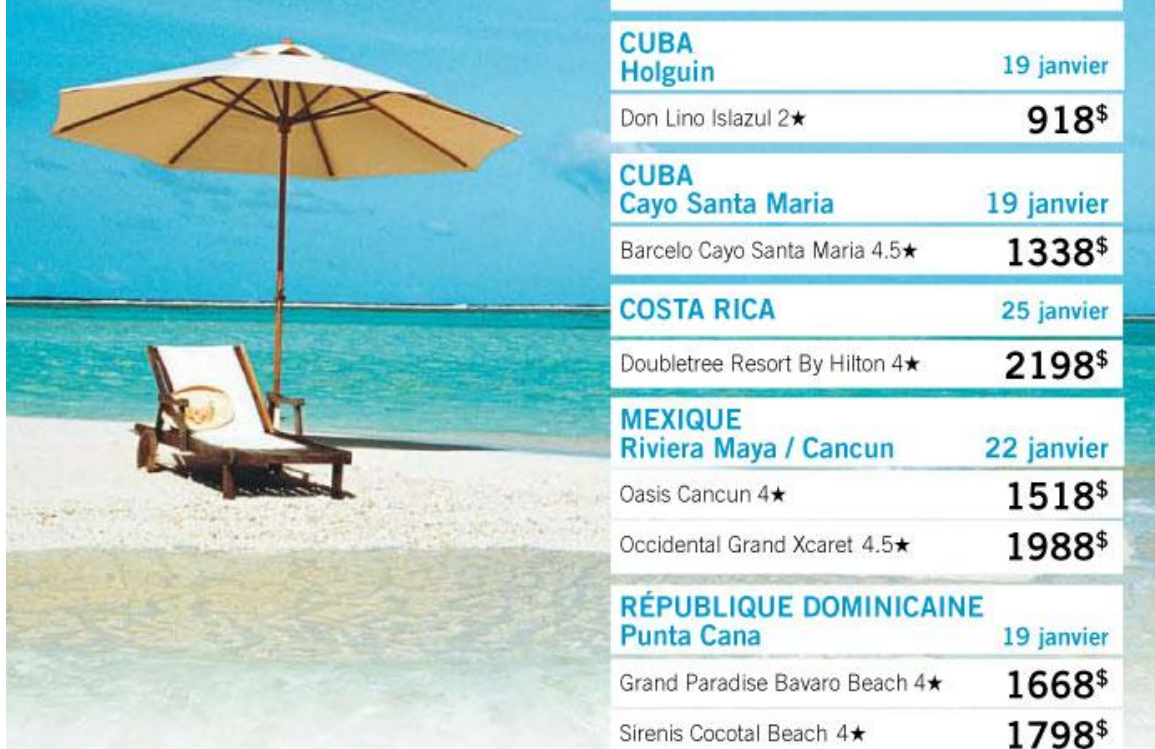 CUBA
Holguin 19 janvier
Don Lino Islazul 2★ 918$
CUBA
Cayo Santa Maria 19 janvier
Barcelo Cayo Santa Maria 4.5★ 1338$
COSTA RICA 25 janvier
Doubletree Resort By Hilton 4★ 2198$
MEXIQUE
Riviera Maya / Cancun 22 janvier
Oasis Cancun 4★ 1518$
Occidental Grand Xcaret 4.5★ 1988$
RÉPUBLIQUE DOMINICAINE
Punta Cana 19 janvier
Grand Paradise Bavaro Beach 4★ 1668$
Sirenis Cocotal Beach 4★ 1798$